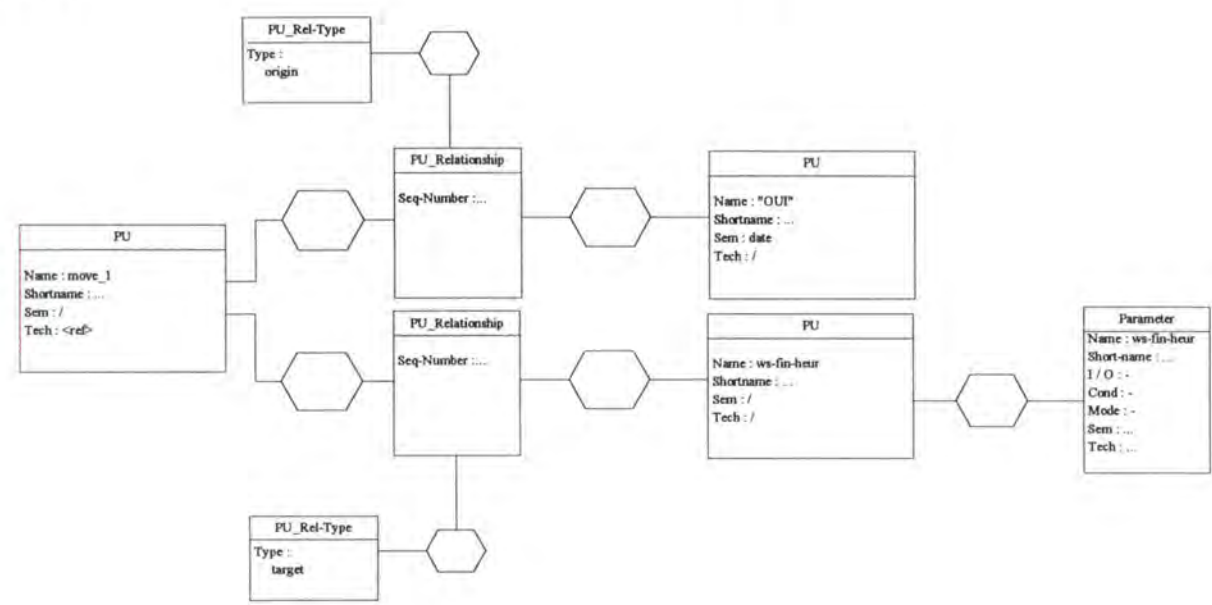 PU_Rel-Type
Type :
origin
PU_Relationship
Seq-Number :...
PU
Name : "OUI"
Shortname : ...
Sem : date
Tech : /
PU
Name : move_1
Shortname : ...
Sem : /
Tech : <ref>
PU_Relationship
Seq-Number :...
PU
Name : ws-fin-heur
Shortname : ...
Sem : /
Tech : /
Parameter
Name : ws-fin-heur
Short-name : ...
I / O : -
Cond : -
Mode : -
Sem : ...
Tech : ...
PU_Rel-Type
Type :
target